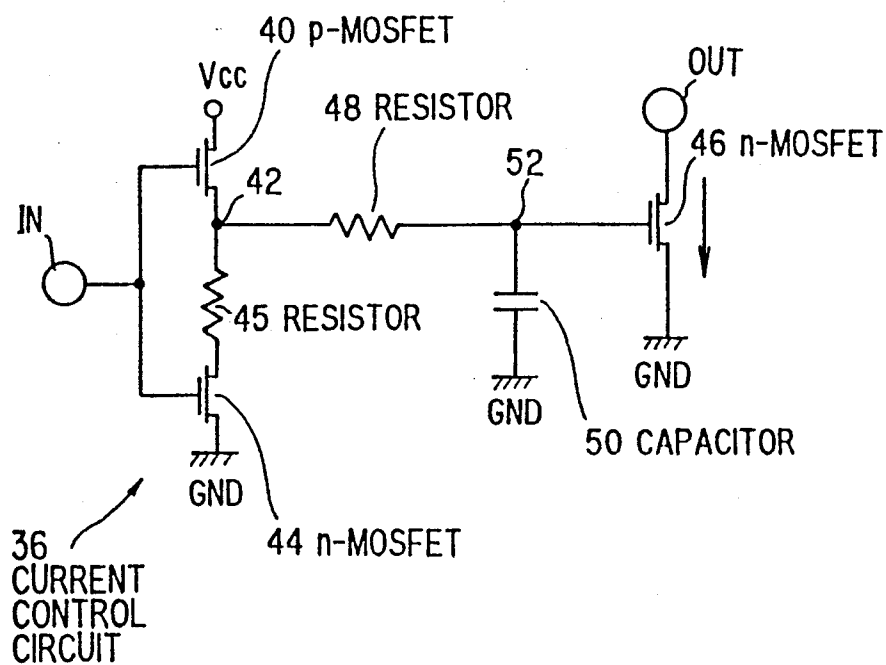 40 p-MOSFET
Vcc
48 RESISTOR
OUT
46 n-MOSFET
42
52
IN
45 RESISTOR
GND
GND
50 CAPACITOR
GND
44 n-MOSFET
36
CURRENT
CONTROL
CIRCUIT